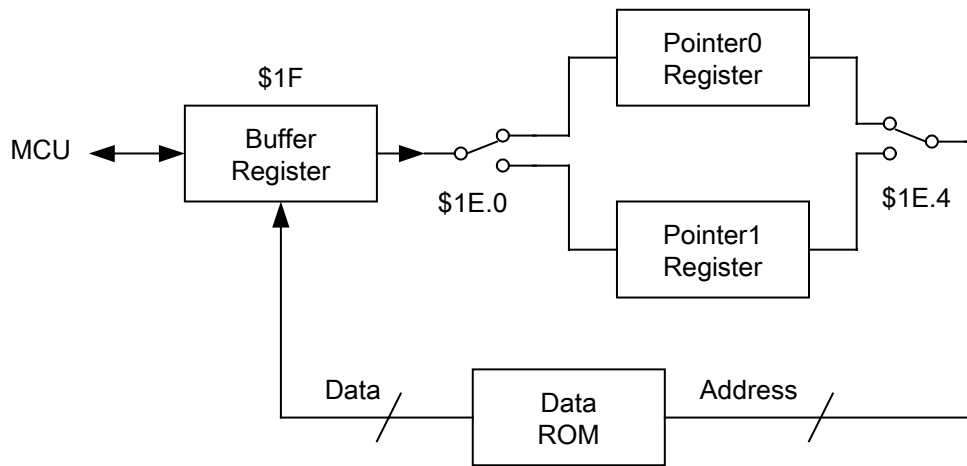 Pointer0
Register
$1F
MCU
Buffer
Register
$1E.0
$1E.4
Pointer1
Register
Data
Data
ROM
Address